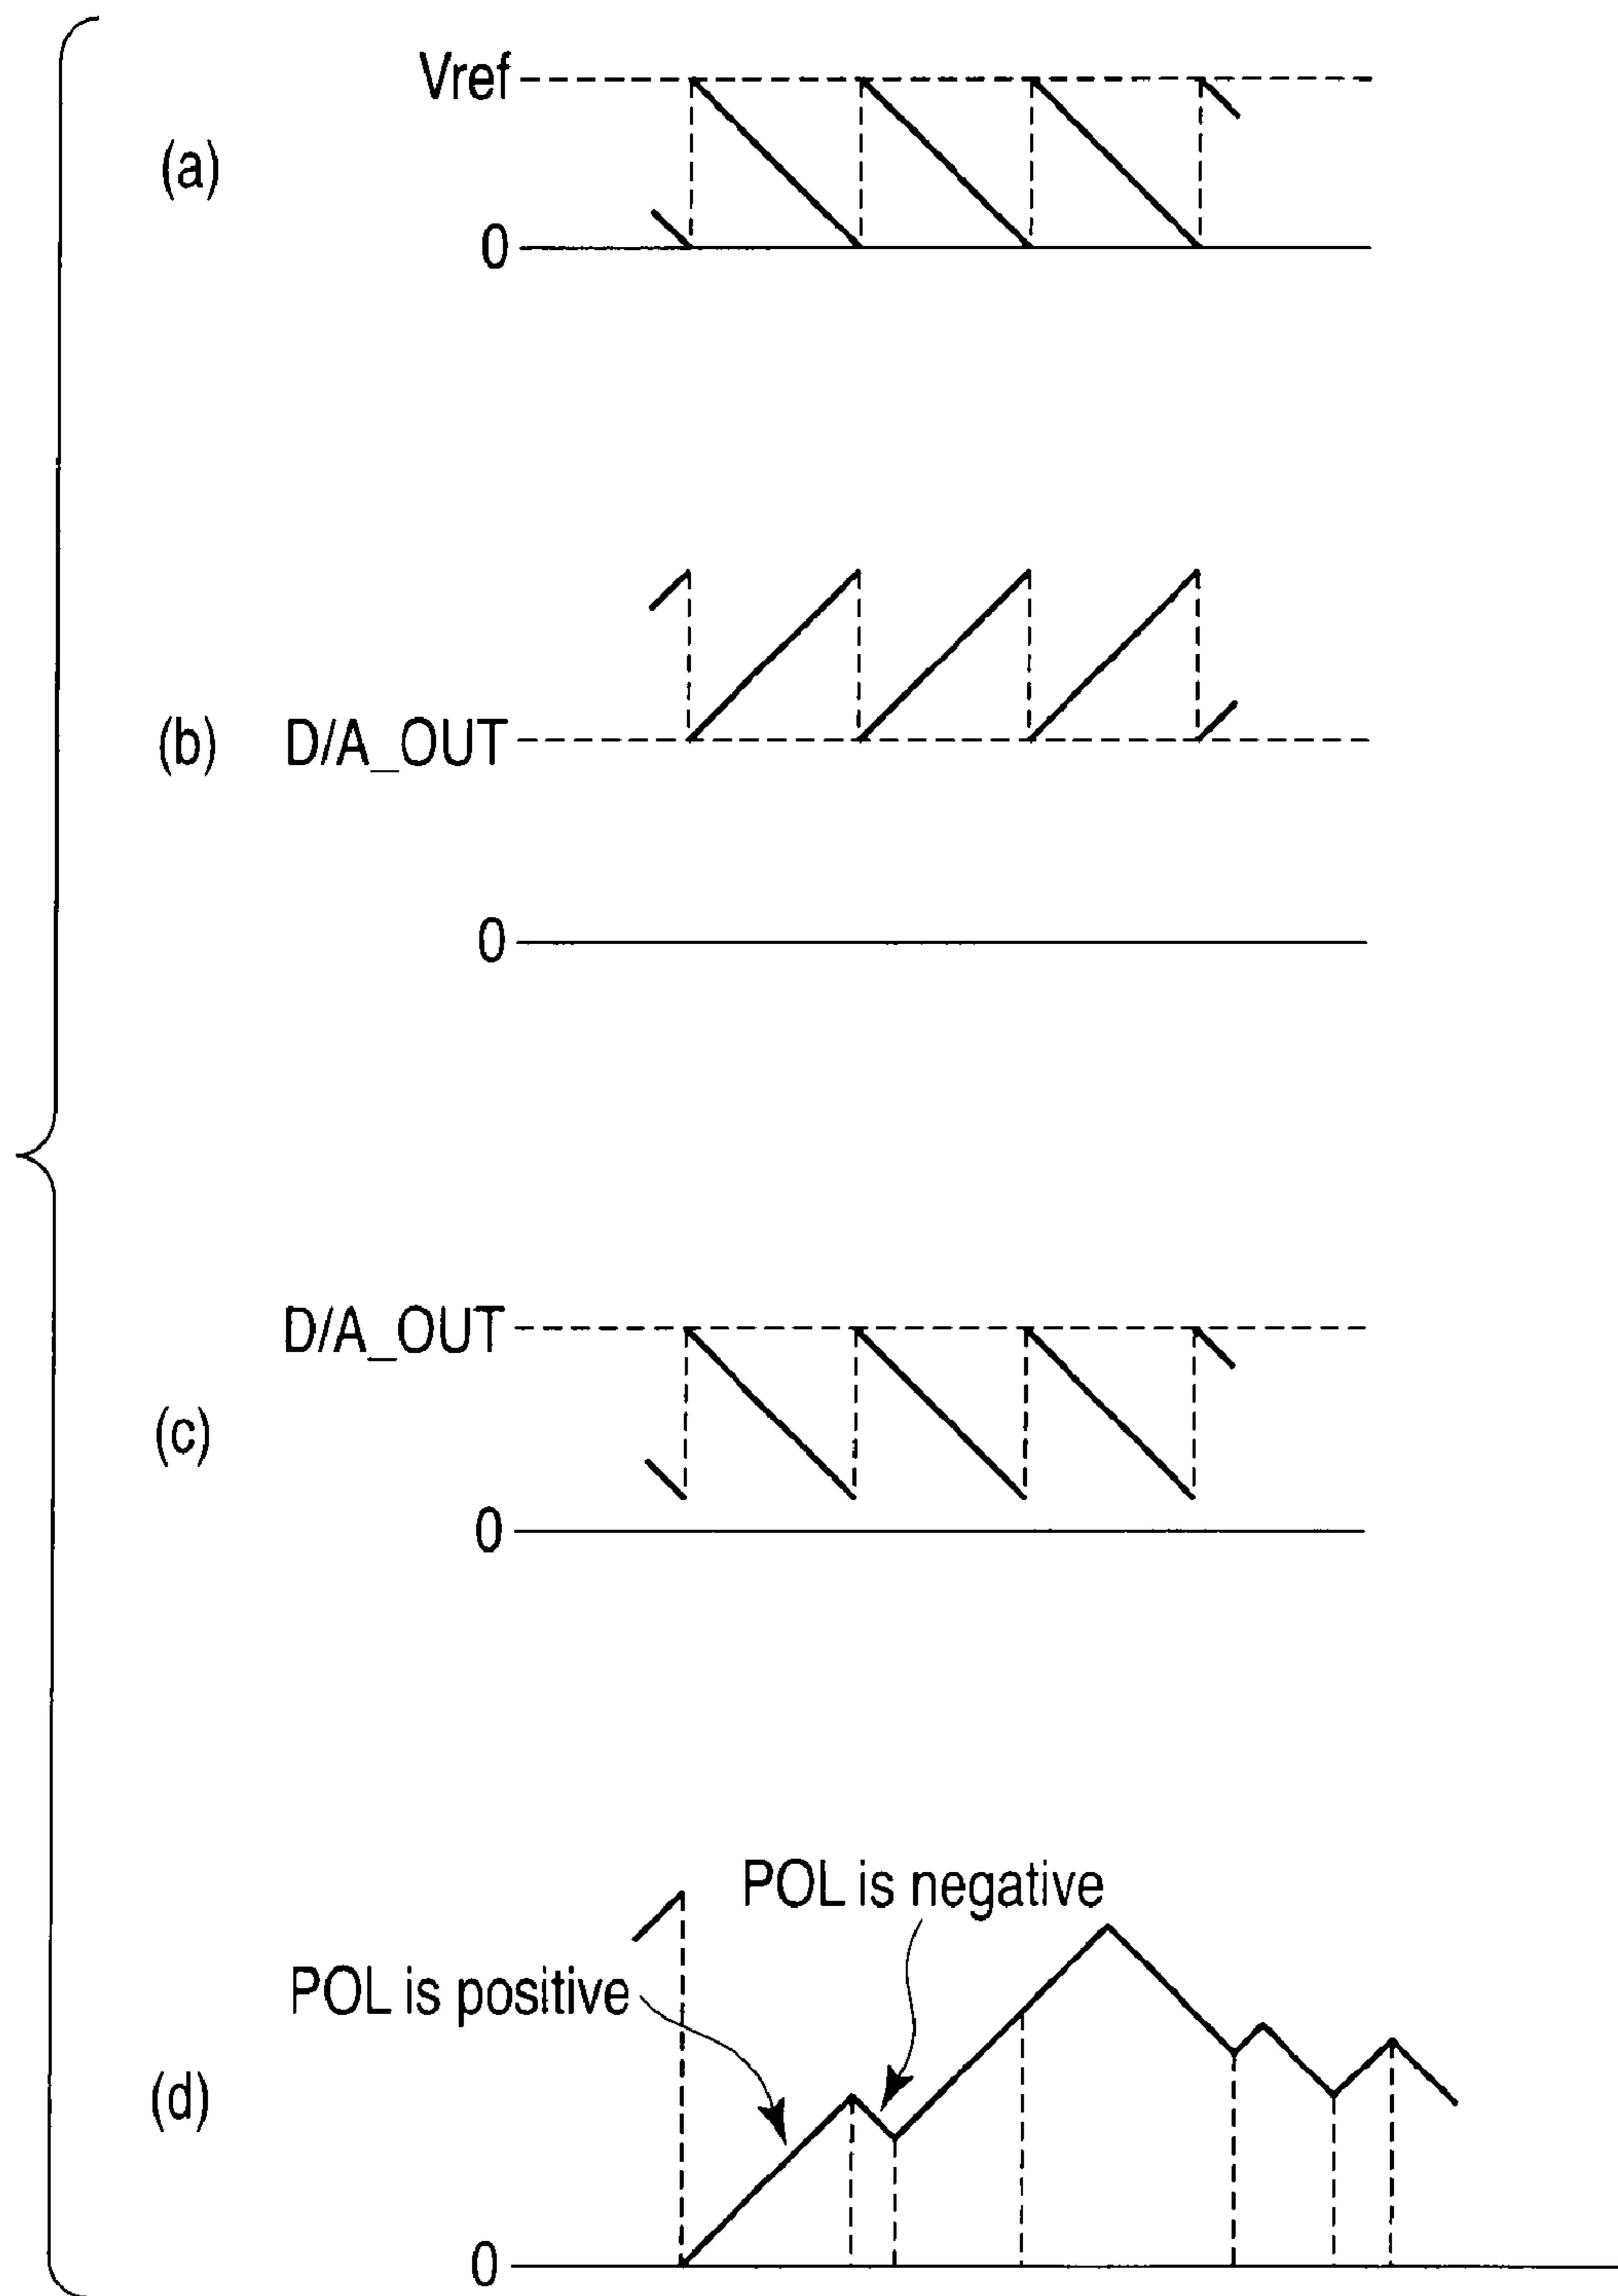 Vref
(a)
0
(b) D/A_OUT
0
D/A_OUT
(c)
0
POL is negative
POL is positive
(d)
0